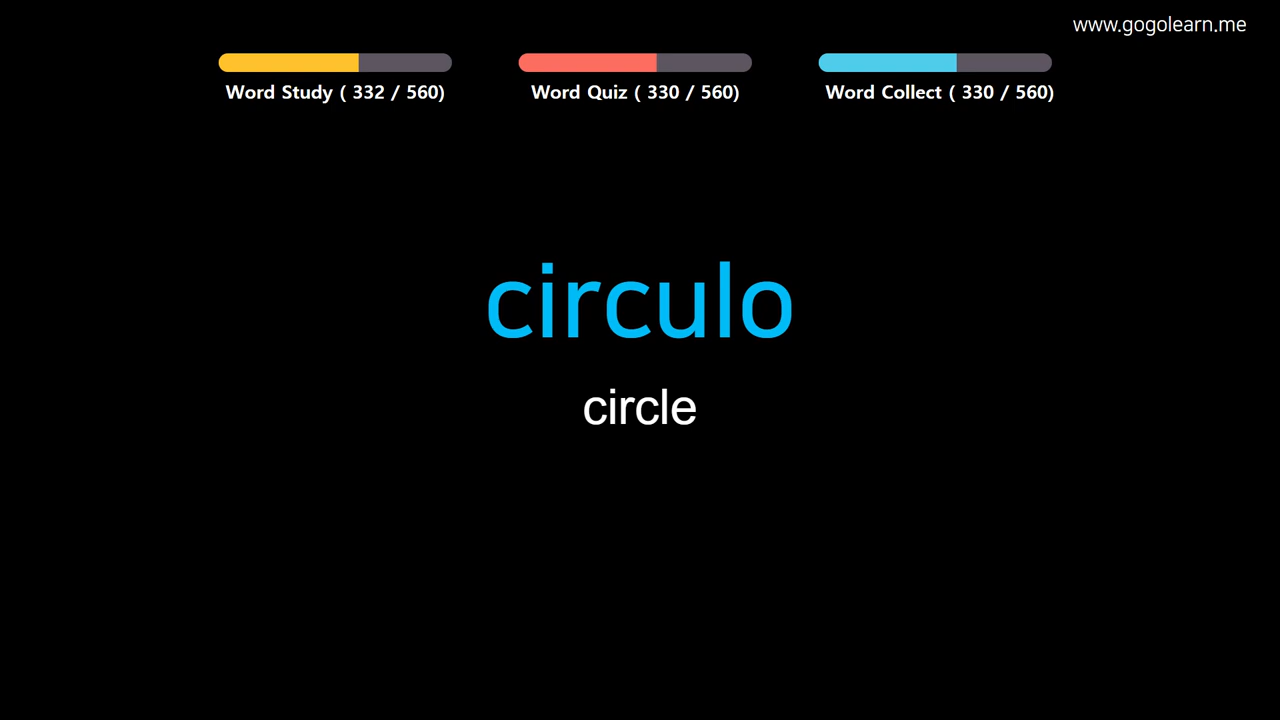 www.gogolearn.me
Word Study ( 332 / 560)
Word Quiz ( 330 / 560)
Word Collect ( 330 / 560)
circulo
circle